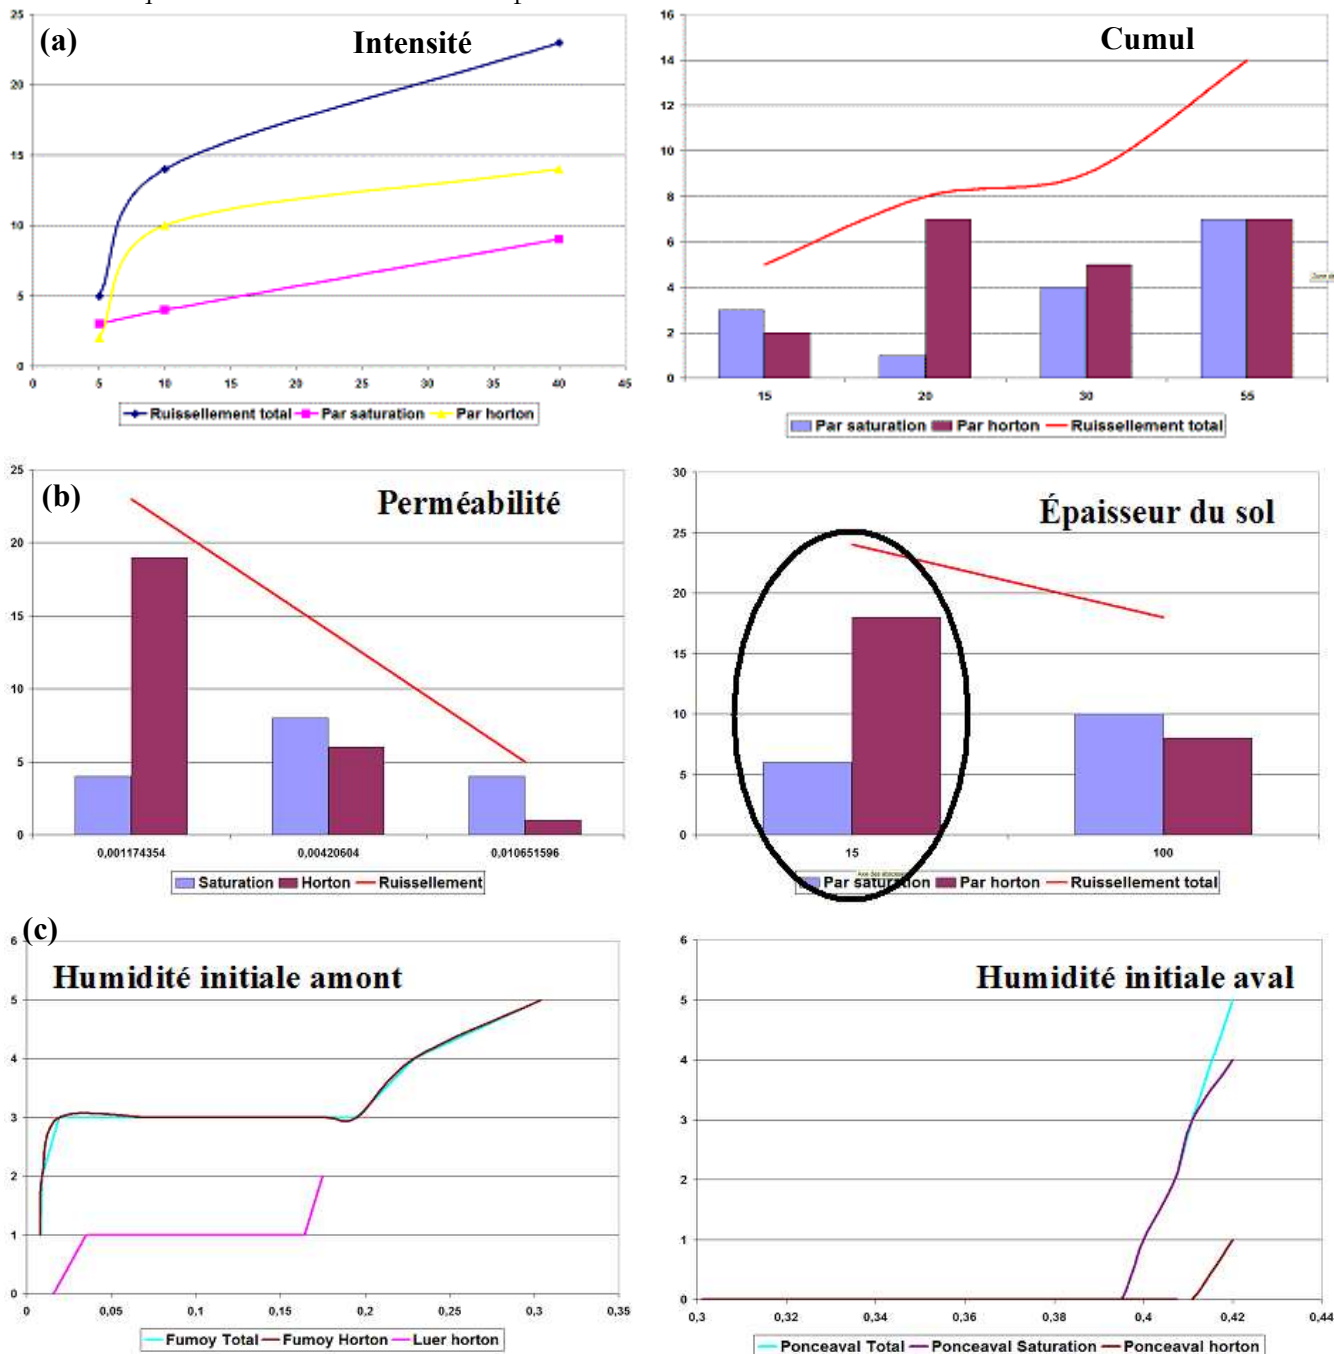 (a) Intensité
25
20
15
10
5
0
0 5 10 15 20 25 30 35 40 45
Ruissellement total Par saturation Par horton
Cumul
14
12
10
8
6
4
2
0
15 20 30 55
Par saturation Par horton Ruissellement total
(b) Perméabilité
25
20
15
10
5
0
0,001174354 0,00420604 0,010651596
Saturation Horton Ruissellement
Épaisseur du sol
30
25
20
15
10
5
0
15 100
Axe des abscisses
Par saturation Par horton Ruissellement total
(c)
Humidité initiale amont
6
5
4
3
2
1
0
0 0,05 0,1 0,15 0,2 0,25 0,3 0,35
Fumoy Total Fumoy Horton Luer horton
Humidité initiale aval
6
5
4
3
2
1
0
0,3 0,32 0,34 0,36 0,38 0,4 0,42 0,44
Ponceaval Total Ponceaval Saturation Ponceaval horton